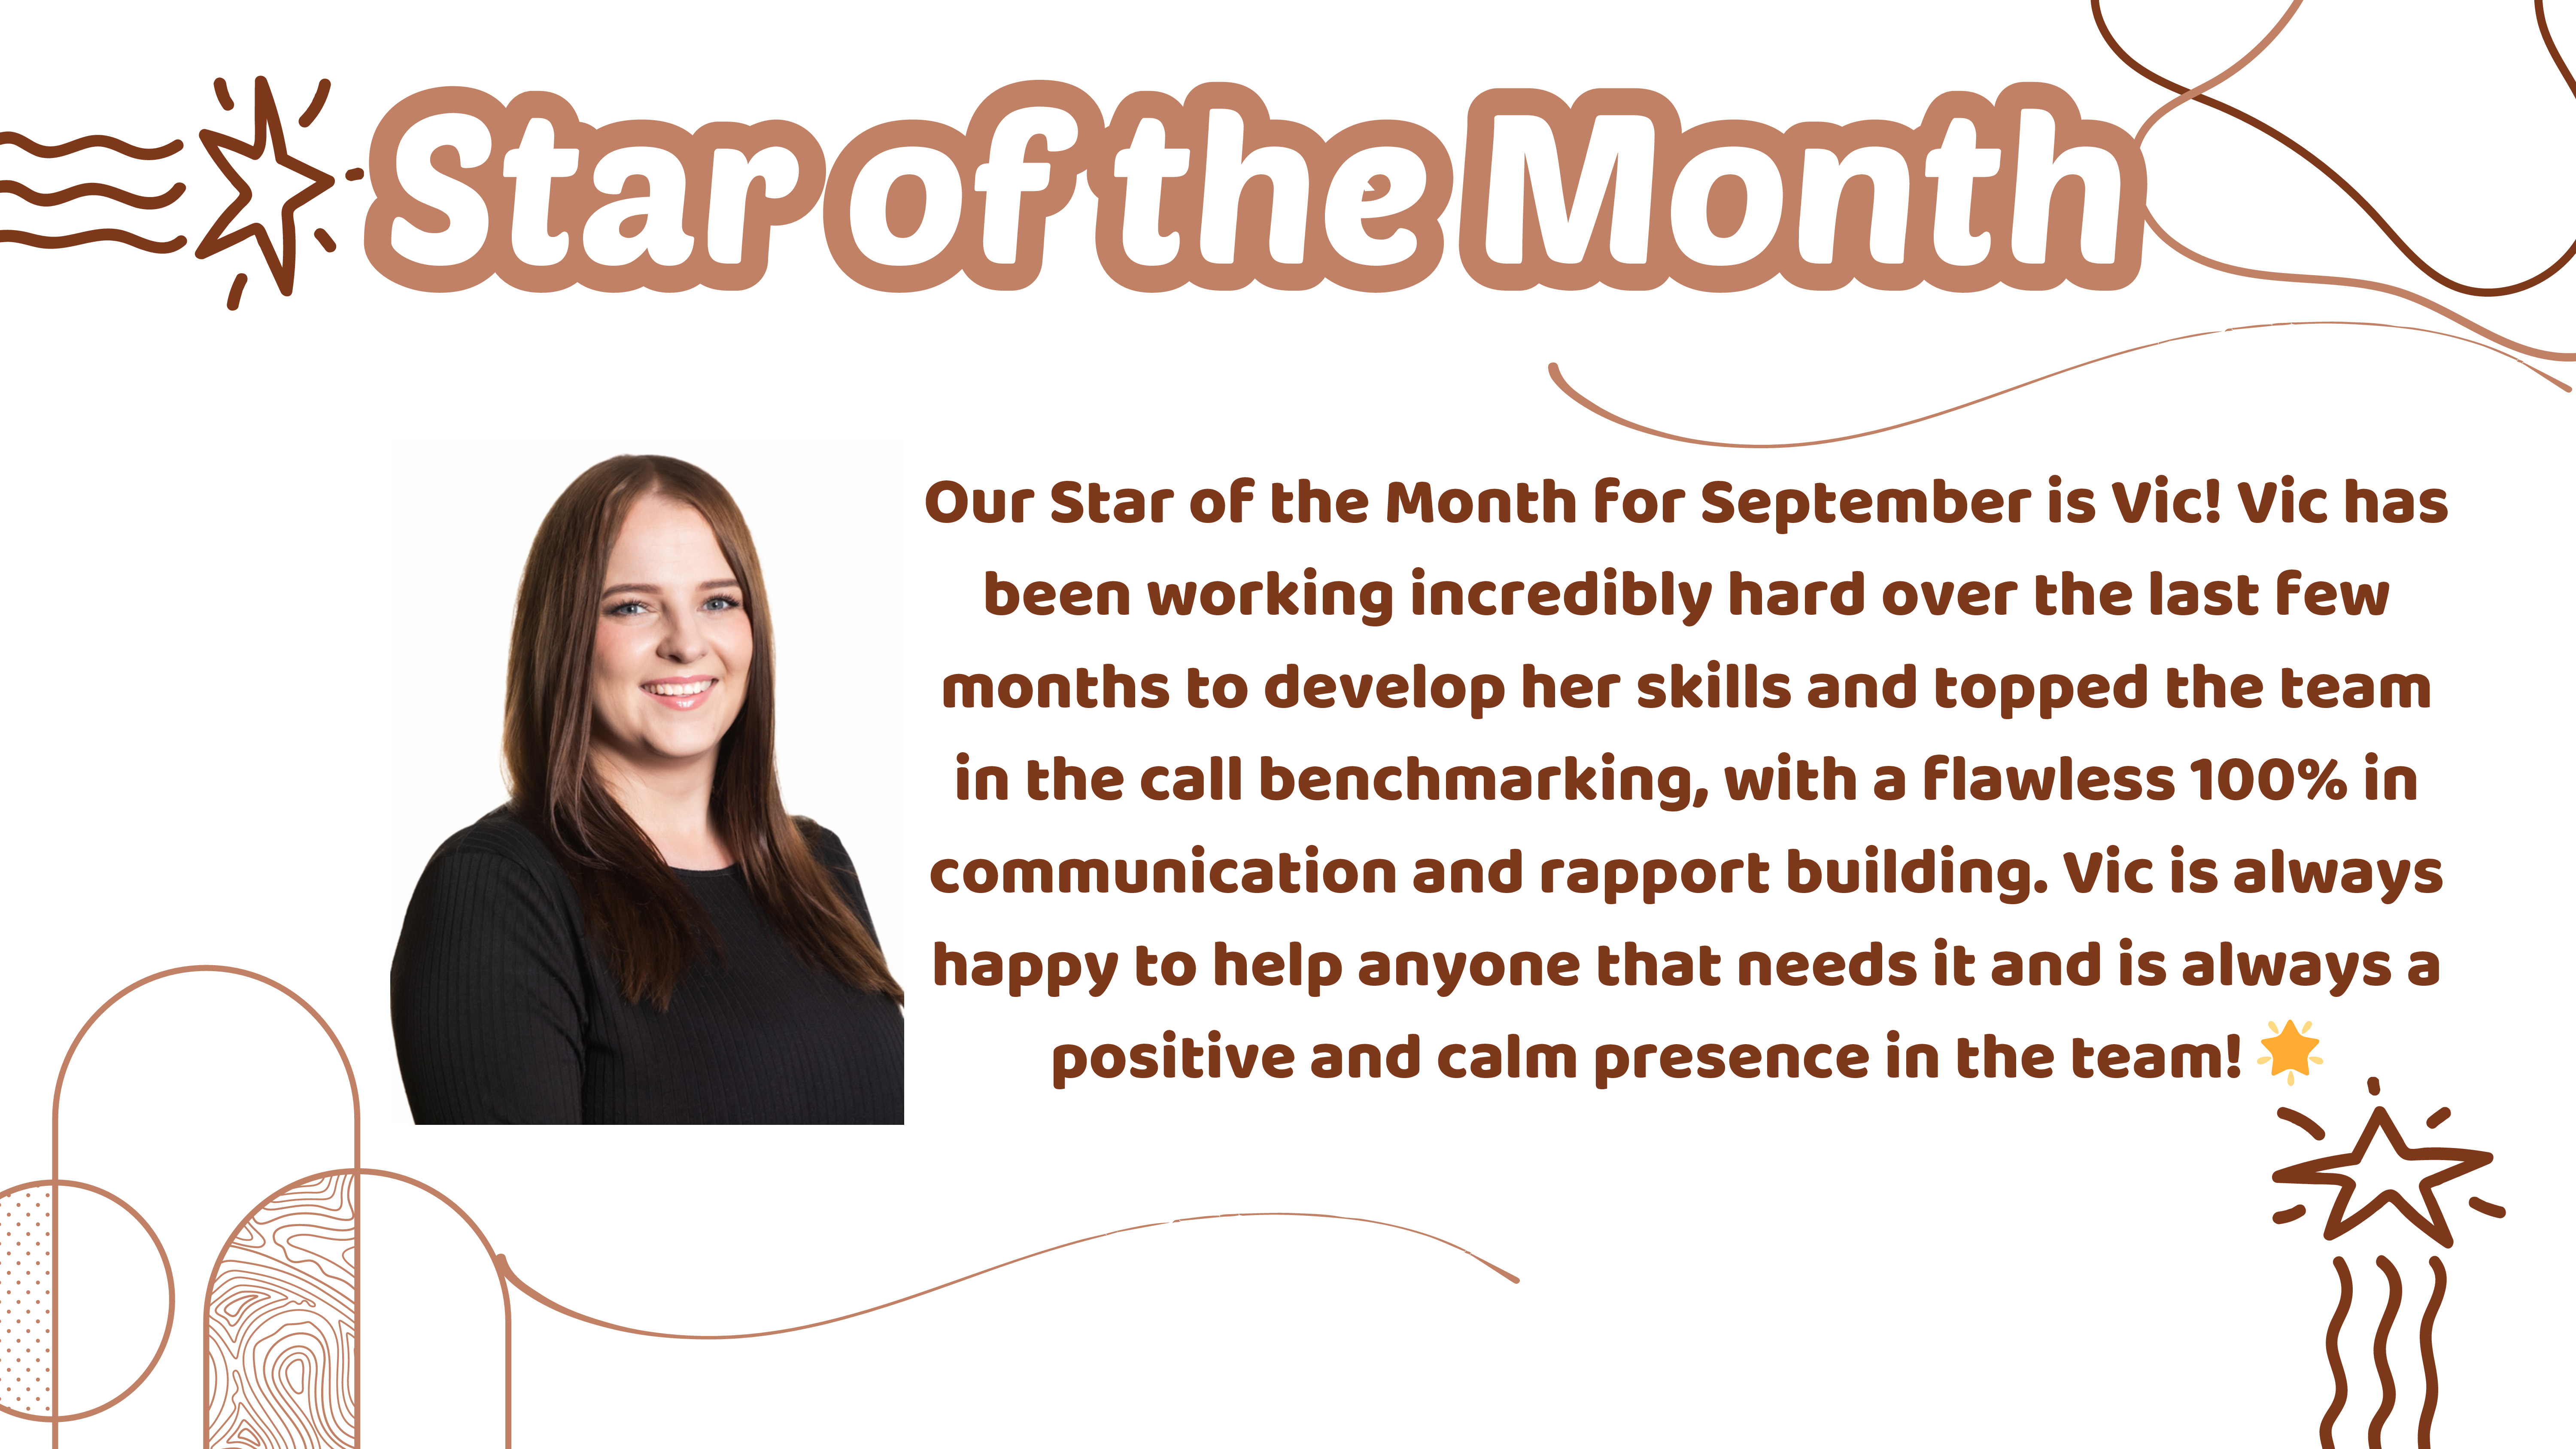 Star of the Month
Our Star of the Month for September is Vic! Vic has
been working incredibly hard over the last few
months to develop her skills and topped the team
in the call benchmarking, with a flawless 100% in
communication and rapport building. Vic is always
happy to help anyone that needs it and is always a
positive and calm presence in the team! 🌟